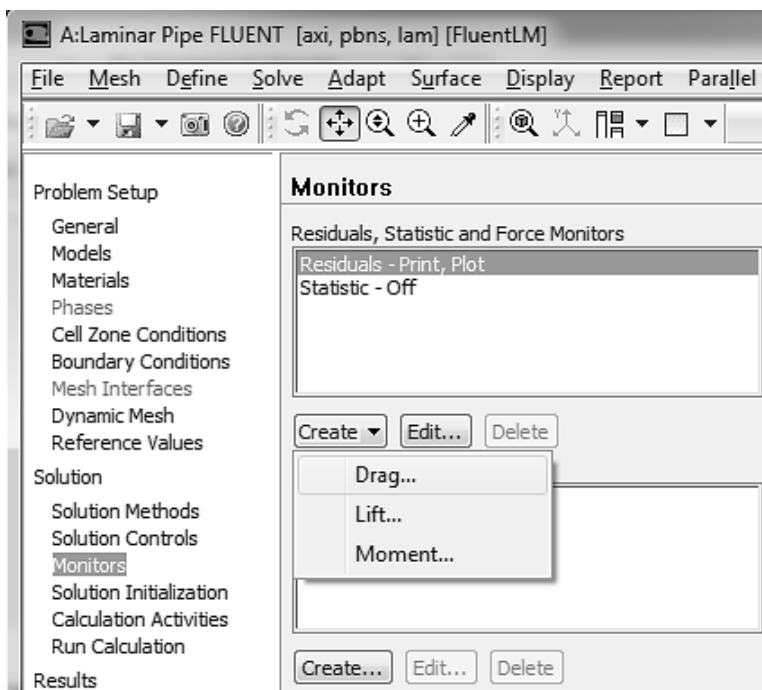 A:Laminar Pipe FLUENT [axi, pbns, lam] [FluentLM]
File Mesh Define Solve Adapt Surface Display Report Parallel
Problem Setup
General
Models
Materials
Phases
Cell Zone Conditions
Boundary Conditions
Mesh Interfaces
Dynamic Mesh
Reference Values
Solution
Solution Methods
Solution Controls
Monitors
Solution Initialization
Calculation Activities
Run Calculation
Results
Monitors
Residuals, Statistic and Force Monitors
Residuals - Print, Plot
Statistic - Off
Create Edit... Delete
Drag...
Lift...
Moment...
Create... Edit... Delete